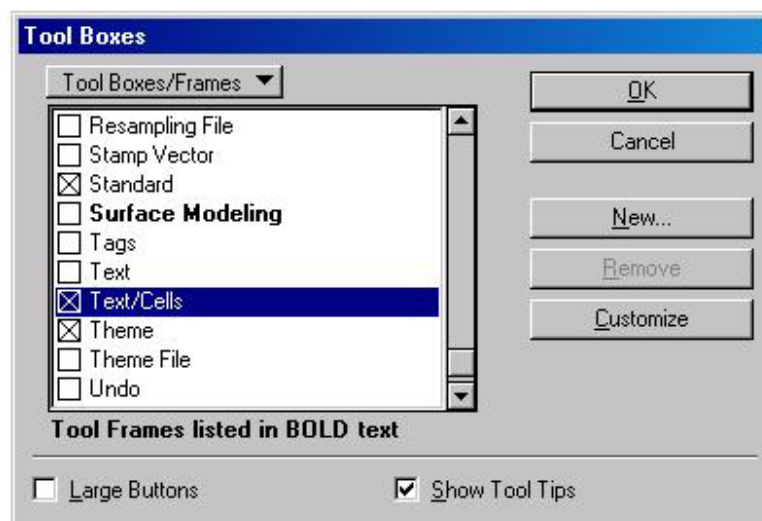 Tool Boxes
Tool Boxes/Frames
OK
Resampling File
Stamp Vector
Cancel
Standard
Surface Modeling
New...
Tags
Text
Remove
Text/Cells
Theme
Customize
Theme File
Undo
Tool Frames listed in BOLD text
Large Buttons
Show Tool Tips